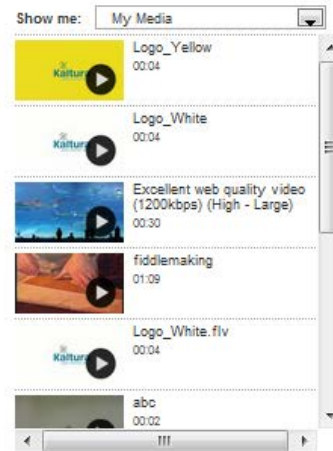 Show me: My Media
Kaltura
Logo_Yellow
00:04
Kaltura
Logo_White
00:04
Excellent web quality video
(1200kbps) (High - Large)
00:30
fiddlemaking
01:09
Kaltura
Logo_White.flv
00:04
abc
00:02